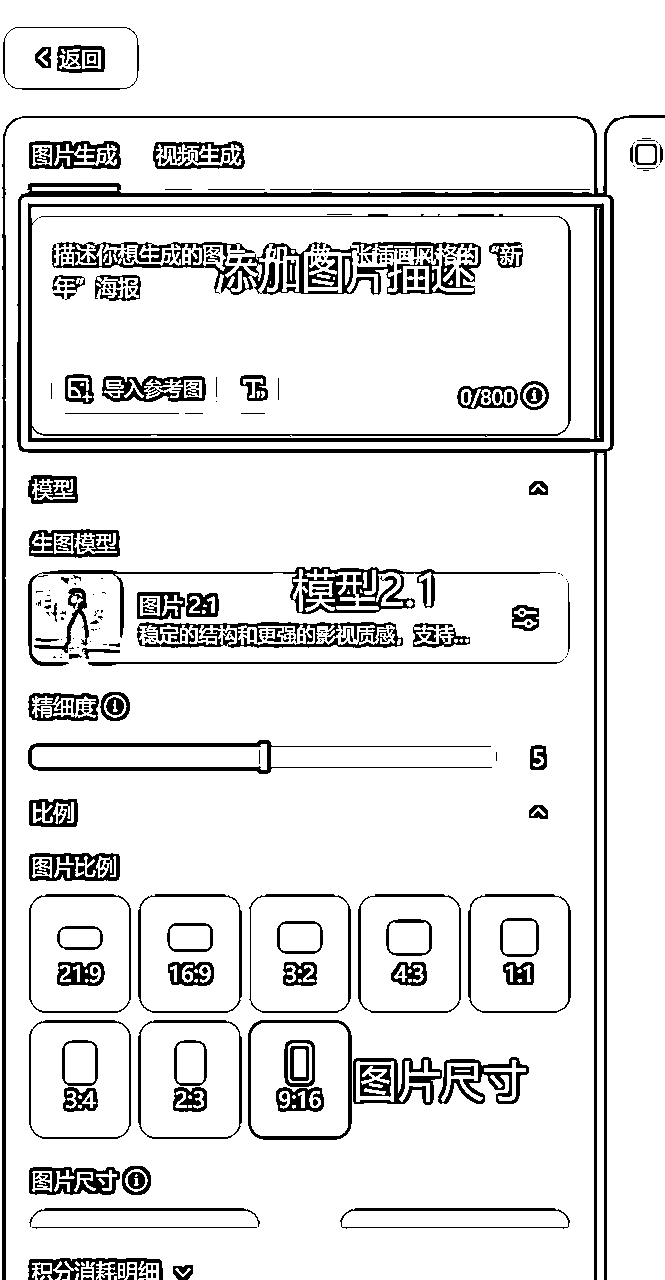 返回
图片生成 视频生成
描述你想生成的图片，如：做一张插画风格的“新
年”海报
添加图片描述
导入参考图 T
0/800
模型
生图模型
模型2.1
图片 2.1
稳定的结构和更强的影视质感，支持...
精细度
5
比例
图片比例
21:9 16:9 3:2 4:3 1:1
3:4 2:3 9:16
图片尺寸
图片尺寸
积分消耗明细